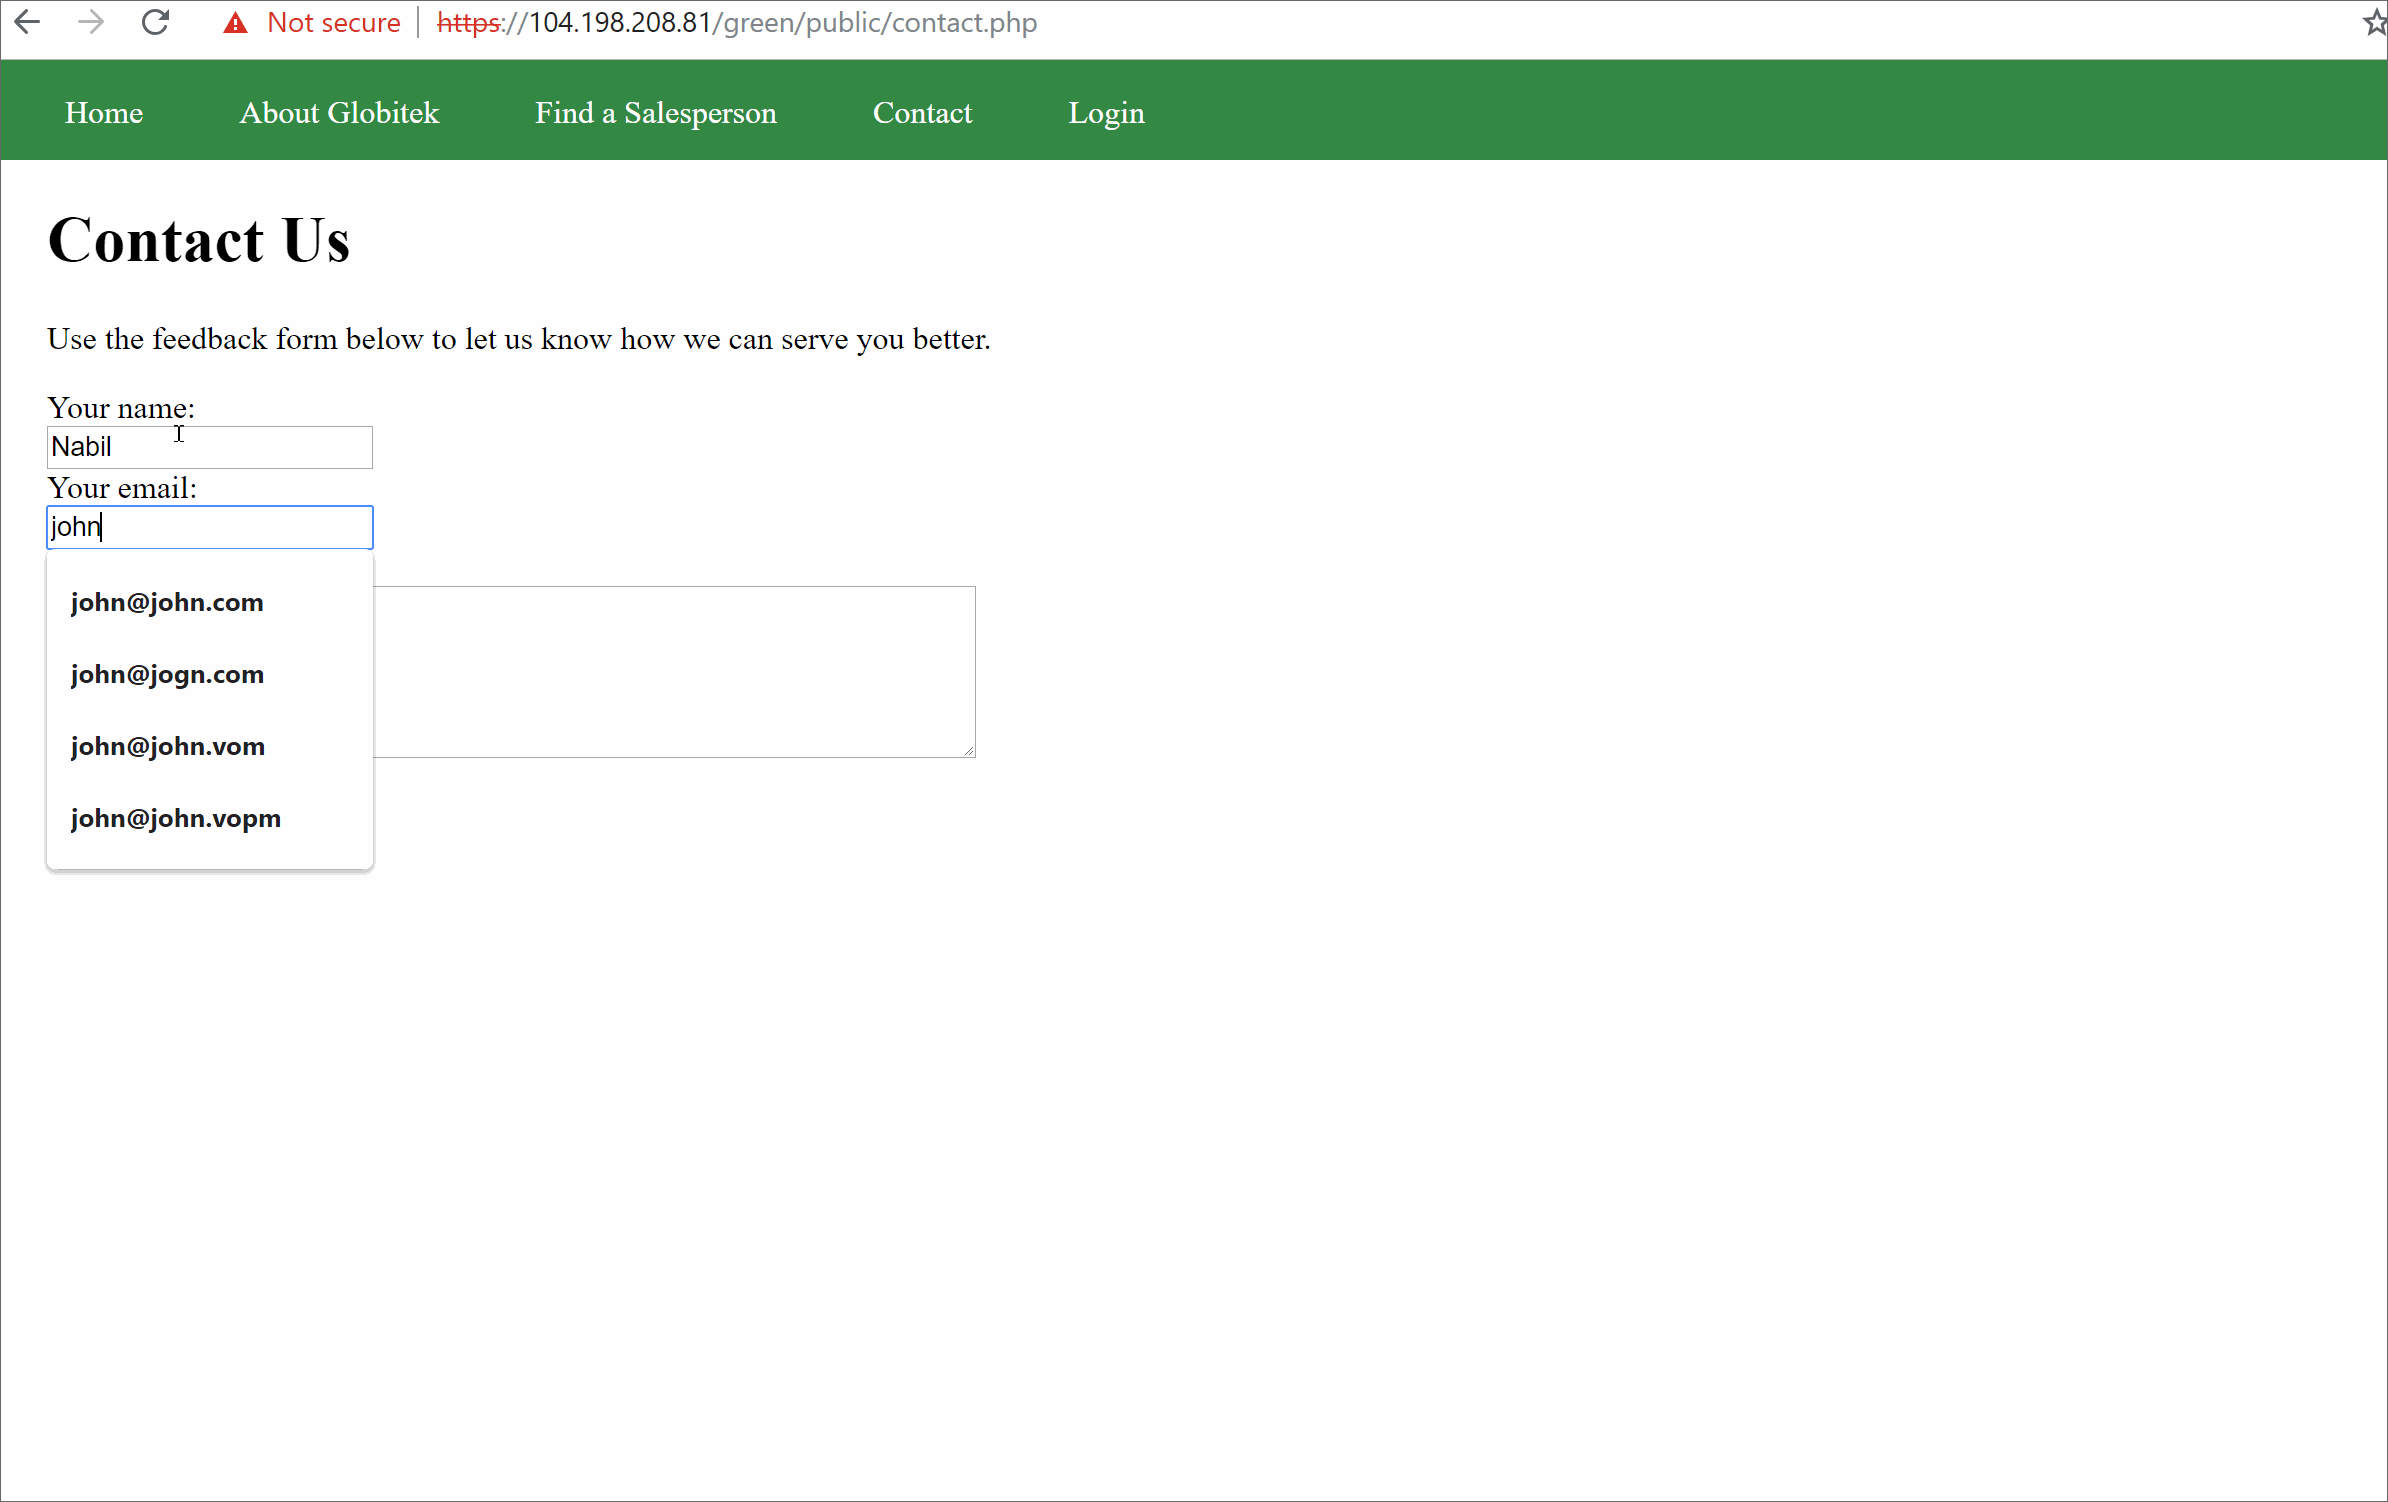 Not secure https://104.198.208.81/green/public/contact.php
Home About Globitek Find a Salesperson Contact Login
Contact Us
Use the feedback form below to let us know how we can serve you better.
Your name:
Nabil
Your email:
john
john@john.com
john@jogn.com
john@john.vom
john@john.vopm